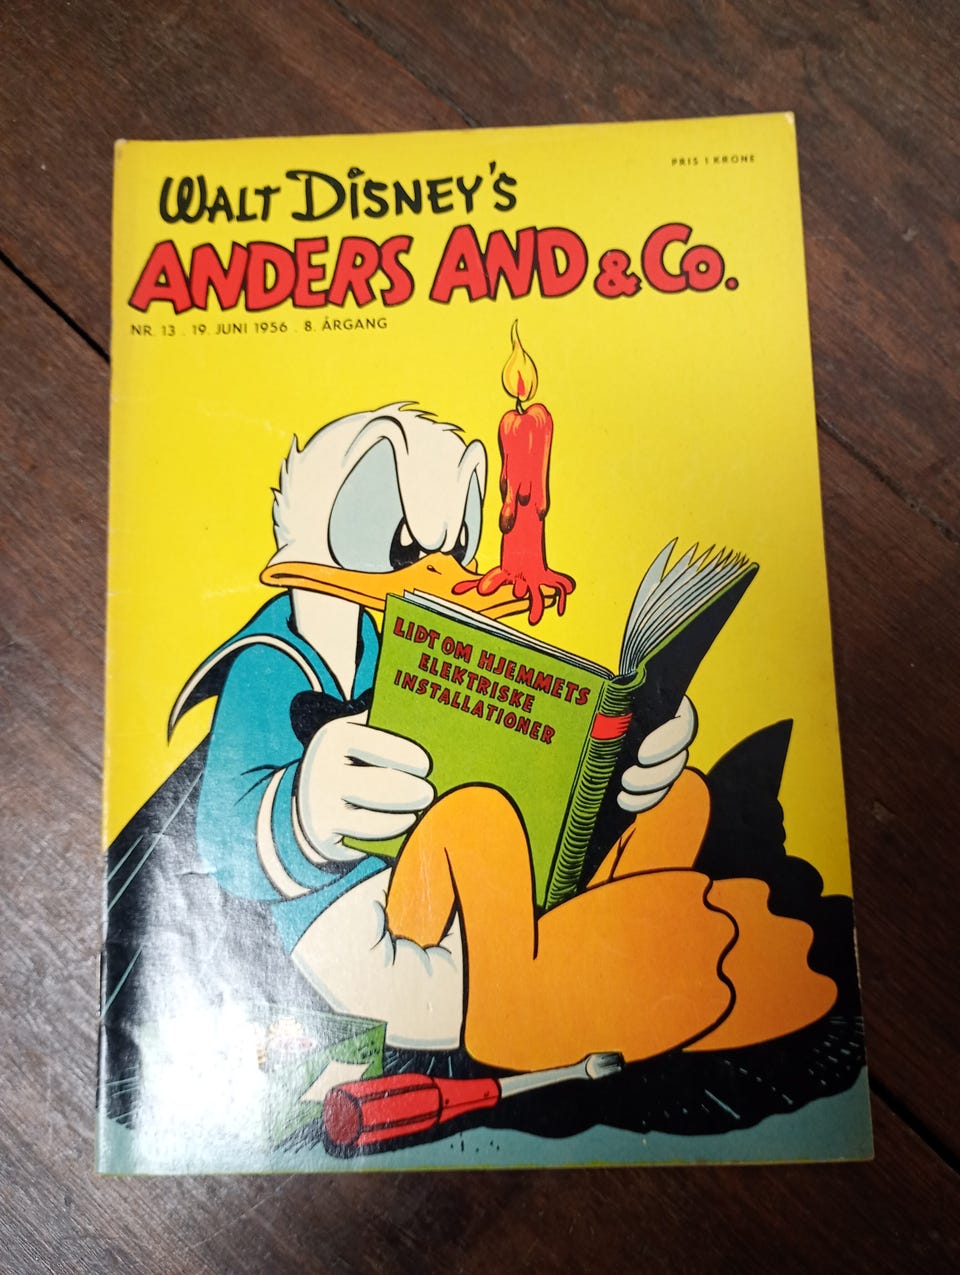 PRIS 1 KRONE
WALT DISNEY'S
ANDERS AND & Co.
NR. 13 . 19. JUNI 1956 . 8. ÅRGANG
LIDT OM HJEMMETS
ELEKTRISKE
INSTALLATIONER